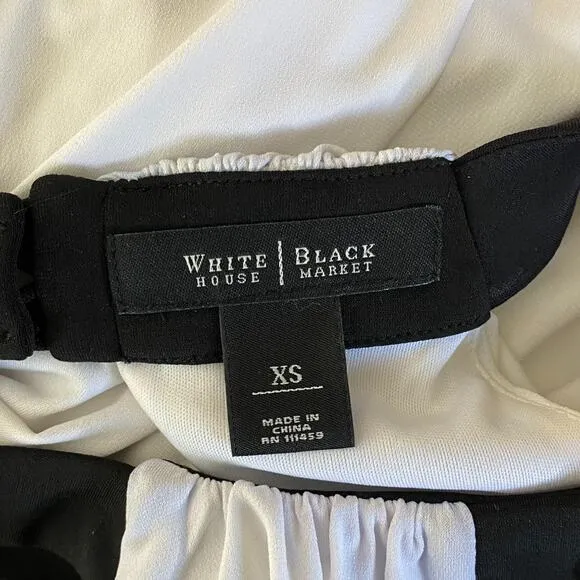 WHITE | BLACK
HOUSE | MARKET
XS
MADE IN
CHINA
RN 111459